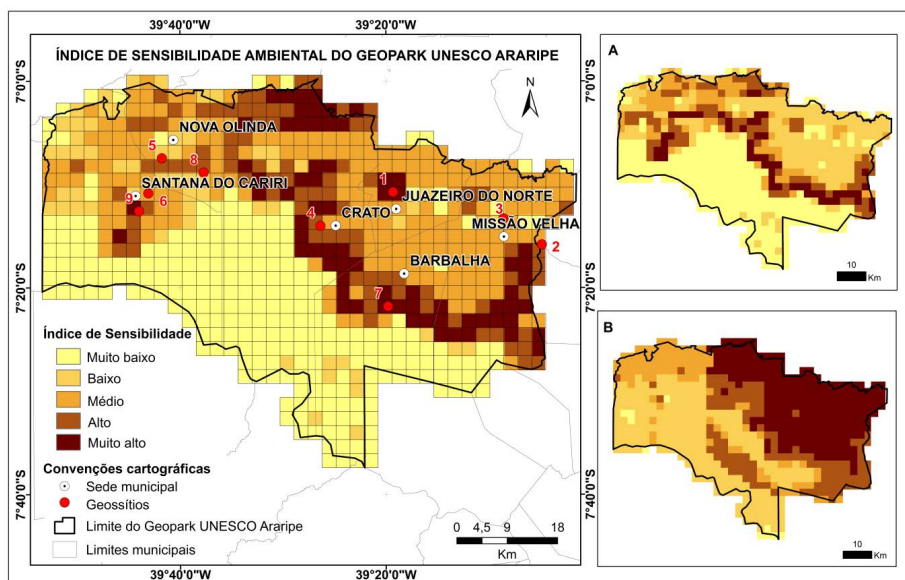 39°40'0"W
39°20'0"W
ÍNDICE DE SENSIBILIDADE AMBIENTAL DO GEOPARK UNESCO ARARIPE
7°0'0"S
7°20'0"S
7°40'0"S
N
NOVA OLINDA
5
8
SANTANA DO CARIRI
9
6
1
JUAZEIRO DO NORTE
3
4
CRATO
MISSÃO VELHA
2
BARBALHA
7
Índice de Sensibilidade
Muito baixo
Baixo
Médio
Alto
Muito alto
Convenções cartográficas
Sede municipal
Geossítios
Limite do Geopark UNESCO Araripe
Limites municipais
0 4,5 9 18
Km
39°40'0"W
39°20'0"W
A
10
Km
B
10
Km
7°0'0"S
7°20'0"S
7°40'0"S